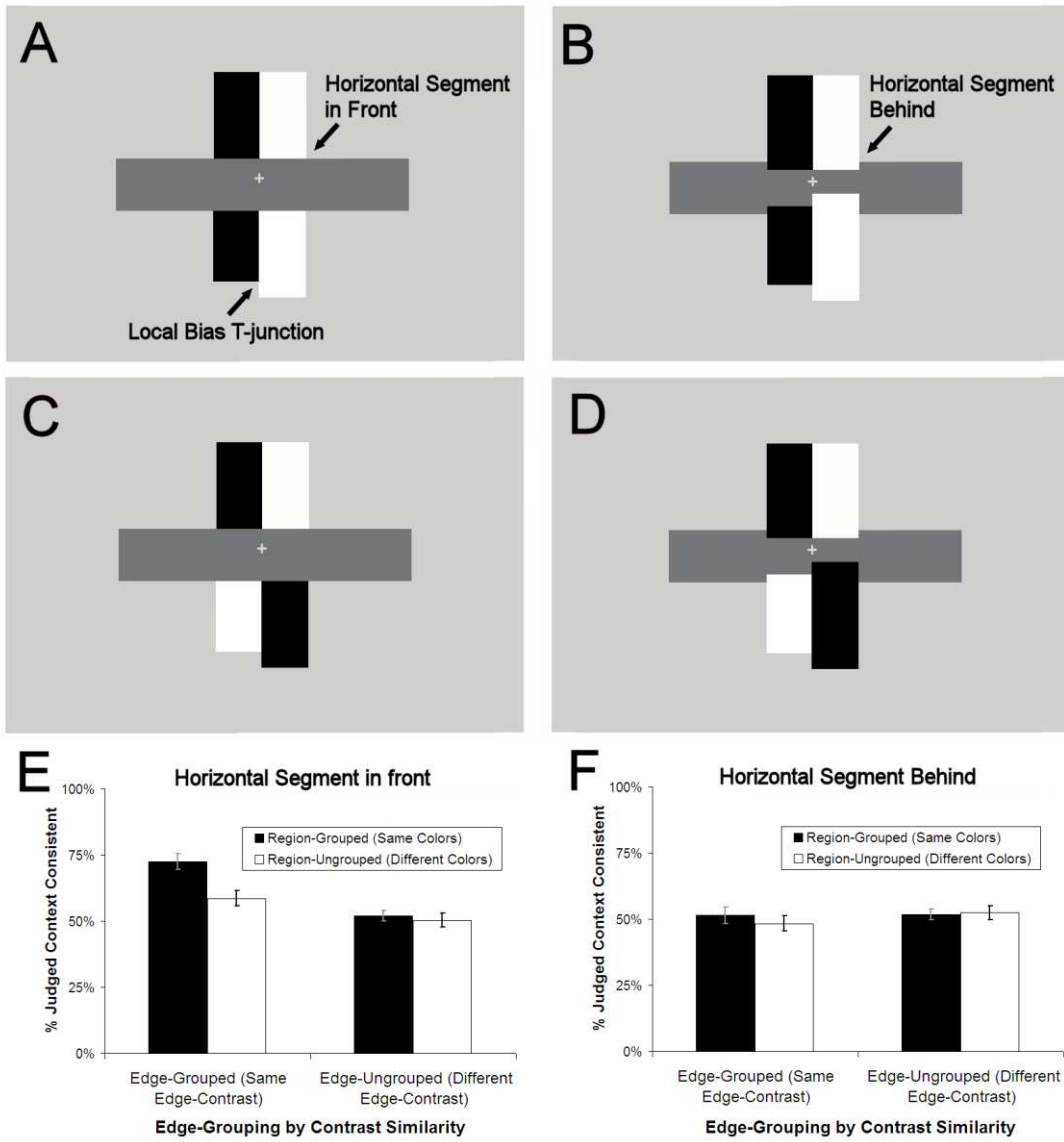 A
Horizontal Segment
in Front
Local Bias T-junction
B
Horizontal Segment
Behind
C
D
E
Horizontal Segment in front
100%
75%
50%
25%
0%
% Judged Context Consistent
Region-Grouped (Same Colors)
Region-Ungrouped (Different Colors)
Edge-Grouped (Same
Edge-Contrast)
Edge-Ungrouped (Different
Edge-Contrast)
Edge-Grouping by Contrast Similarity
F
Horizontal Segment Behind
100%
75%
50%
25%
0%
% Judged Context Consistent
Region-Grouped (Same Colors)
Region-Ungrouped (Different Colors)
Edge-Grouped (Same
Edge-Contrast)
Edge-Ungrouped (Different
Edge-Contrast)
Edge-Grouping by Contrast Similarity